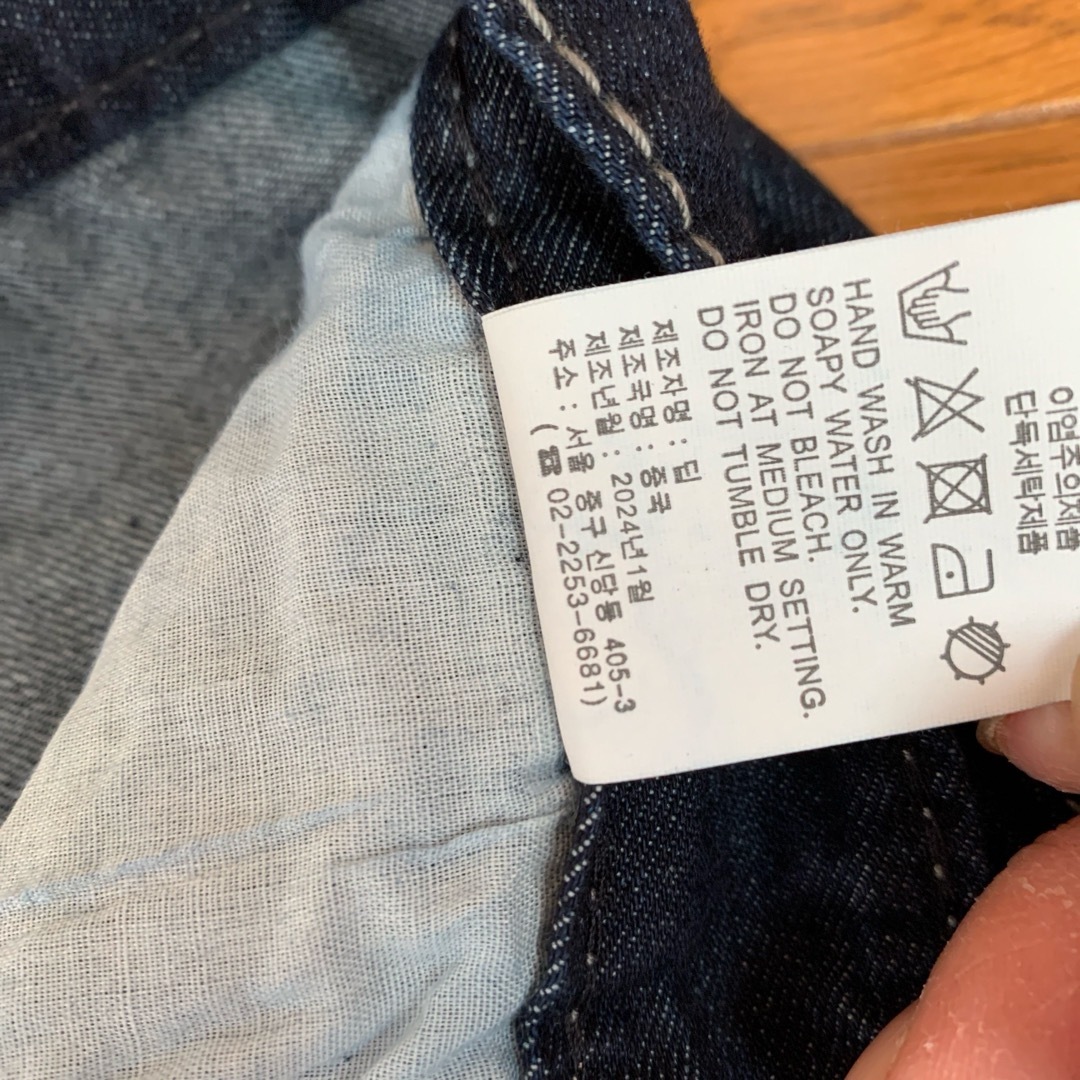 이염주의제품
단독세탁제품
HAND WASH IN WARM
SOAPY WATER ONLY.
DO NOT BLEACH.
IRON AT MEDIUM SETTING.
DO NOT TUMBLE DRY.
제조자명 : 딤
제조국명 : 중국
제조년월 : 2024년1월
주소 : 서울 중구 신당동 405-3
(☎ 02-2253-6681)